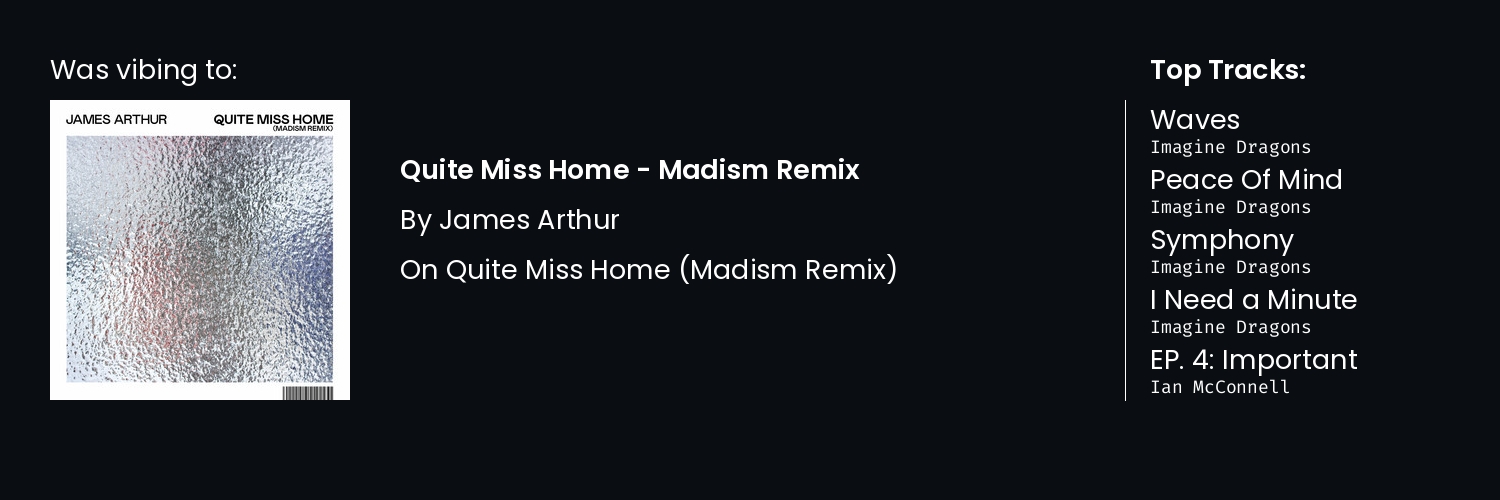 Was vibing to:
JAMES ARTHUR
QUITE MISS HOME
(MADISM REMIX)
Quite Miss Home - Madism Remix
By James Arthur
On Quite Miss Home (Madism Remix)
Top Tracks:
Waves
Imagine Dragons
Peace Of Mind
Imagine Dragons
Symphony
Imagine Dragons
I Need a Minute
Imagine Dragons
EP. 4: Important
Ian McConnell